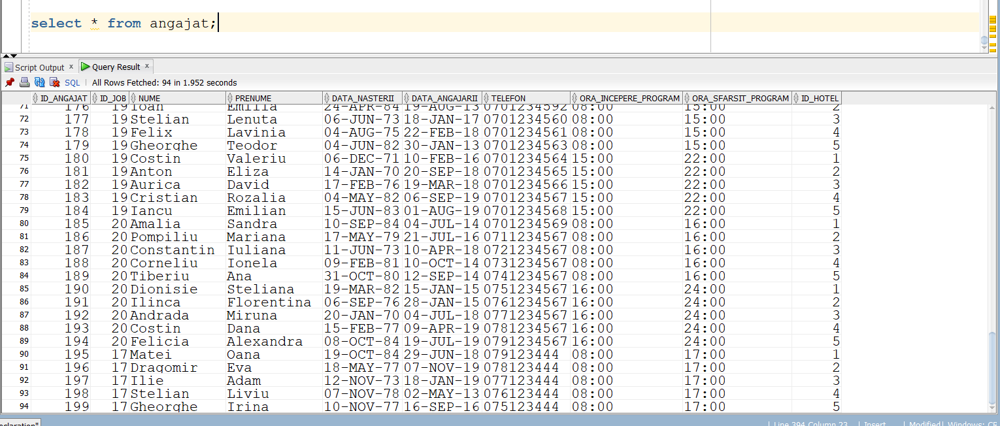 select * from angajat;
Script Output x Query Result x
SQL All Rows Fetched: 94 in 1.952 seconds
ID_ANGAJAT ID_JOB NUME PRENUME DATA_NASTERII DATA_ANGAJARII TELEFON ORA_INCEPERE_PROGRAM ORA_SFARSIT_PROGRAM ID_HOTEL
71 176 19 Ioan Emilia 24-APR-84 19-AUG-13 0701234592 08:00 15:00 2
72 177 19 Stelian Lenuta 06-JUN-73 18-JAN-17 0701234560 08:00 15:00 3
73 178 19 Felix Lavinia 04-AUG-75 22-FEB-18 0701234561 08:00 15:00 4
74 179 19 Gheorghe Teodor 04-JUN-82 30-JAN-13 0701234563 08:00 15:00 5
75 180 19 Costin Valeriu 06-DEC-71 10-FEB-16 0701234564 15:00 22:00 1
76 181 19 Anton Eliza 14-JAN-70 20-SEP-18 0701234565 15:00 22:00 2
77 182 19 Aurica David 17-FEB-76 19-MAR-18 0701234566 15:00 22:00 3
78 183 19 Cristian Rozalia 04-MAY-82 06-SEP-19 0701234567 15:00 22:00 4
79 184 19 Iancu Emilian 15-JUN-83 01-AUG-19 0701234568 15:00 22:00 5
80 185 20 Amalia Sandra 10-SEP-84 04-JUL-14 0701234569 08:00 16:00 1
81 186 20 Pompiliu Mariana 17-MAY-79 21-JUL-16 0711234567 08:00 16:00 2
82 187 20 Constantin Iuliana 11-JUN-73 10-APR-18 0721234567 08:00 16:00 3
83 188 20 Corneliu Ionela 09-FEB-81 10-OCT-14 0731234567 08:00 16:00 4
84 189 20 Tiberiu Ana 31-OCT-80 12-SEP-14 0741234567 08:00 16:00 5
85 190 20 Dionisie Steliana 19-MAR-82 15-JAN-15 0751234567 16:00 24:00 1
86 191 20 Ilinca Florentina 06-SEP-76 28-JAN-15 0761234567 16:00 24:00 2
87 192 20 Andrada Miruna 20-JAN-70 04-JUL-18 0771234567 16:00 24:00 3
88 193 20 Costin Dana 15-FEB-77 09-APR-19 0781234567 16:00 24:00 4
89 194 20 Felicia Alexandra 08-OCT-84 19-JUL-19 0791234567 16:00 24:00 5
90 195 17 Matei Oana 19-OCT-84 29-JUN-18 079123444 08:00 17:00 1
91 196 17 Dragomir Eva 18-MAY-77 07-NOV-19 078123444 08:00 17:00 2
92 197 17 Ilie Adam 12-NOV-73 18-JAN-19 077123444 08:00 17:00 3
93 198 17 Stelian Liviu 07-NOV-78 02-MAY-13 076123444 08:00 17:00 4
94 199 17 Gheorghe Irina 10-NOV-77 16-SEP-16 075123444 08:00 17:00 5
Line 394 Column 23 Insert Modified Windows: